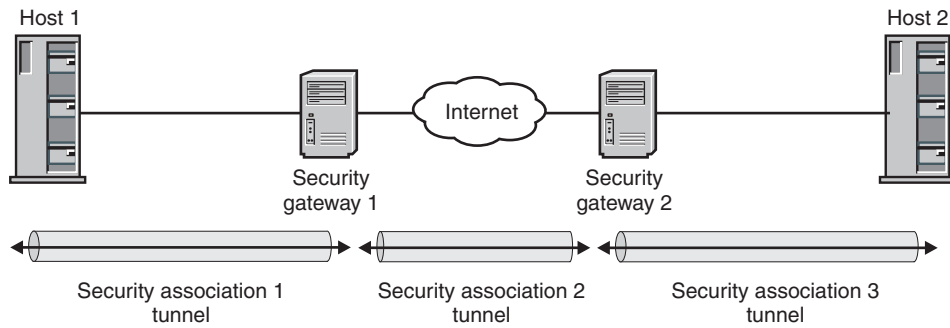 Host 1
Host 2
Internet
Security
gateway 1
Security
gateway 2
Security association 1
tunnel
Security association 2
tunnel
Security association 3
tunnel